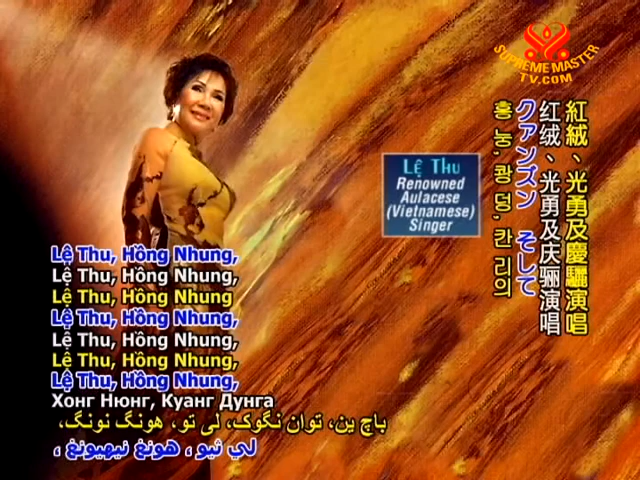 SUPREME MASTER
TV.COM
紅絨、光勇及慶驪演唱
红绒、光勇及庆骊演唱
クァンズン そして
흥 눙, 쾅 덩, 칸 리의
LỆ THU
Renowned
Aulacese
(Vietnamese)
Singer
Lệ Thu, Hồng Nhung,
Lệ Thu, Hồng Nhung,
Lệ Thu, Hồng Nhung
Lệ Thu, Hồng Nhung,
Lệ Thu, Hồng Nhung,
Lệ Thu, Hồng Nhung,
Lệ Thu, Hồng Nhung,
Хонг Нюнг, Куанг Дунга
باچ ین، توان نگوک، لی تو، هونگ نونگ،
لي ثيو ، هونغ نيهيونغ ،